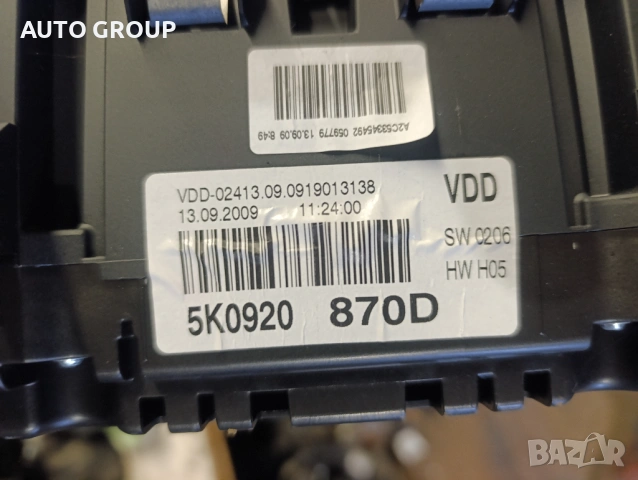 AUTO GROUP
A2C53345492 059779 13.09.09 8:49
VDD-02413.09.0919013138
13.09.2009 11:24:00
VDD
SW 0206
HW H05
5K0920 870D
BAZAR